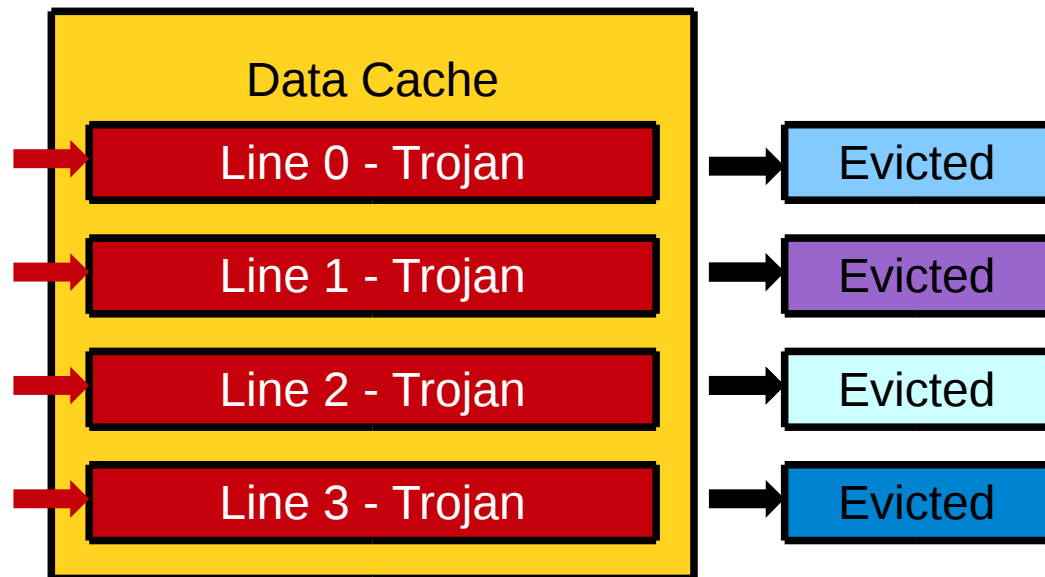 Data Cache
Line 0 - Trojan
Evicted
Line 1 - Trojan
Evicted
Line 2 - Trojan
Evicted
Line 3 - Trojan
Evicted